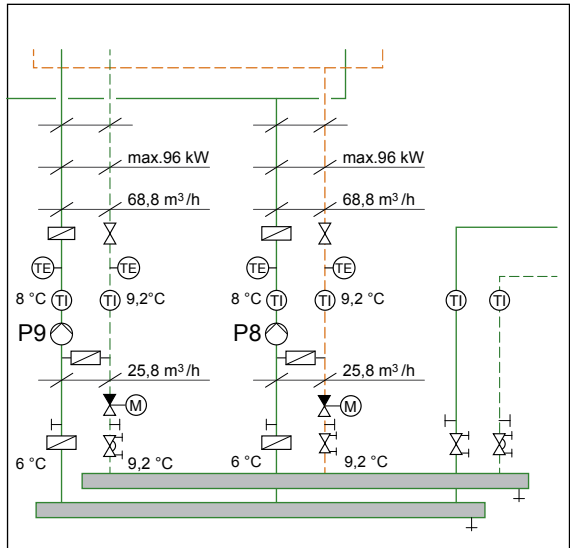 max.96 kW max.96 kW
68,8 m³/h 68,8 m³/h
TE TE TE TE
8 °C TI TI 9,2°C 8 °C TI TI 9,2 °C TI TI
P9 P8
25,8 m³/h 25,8 m³/h
M M
6 °C 9,2 °C 6 °C 9,2 °C